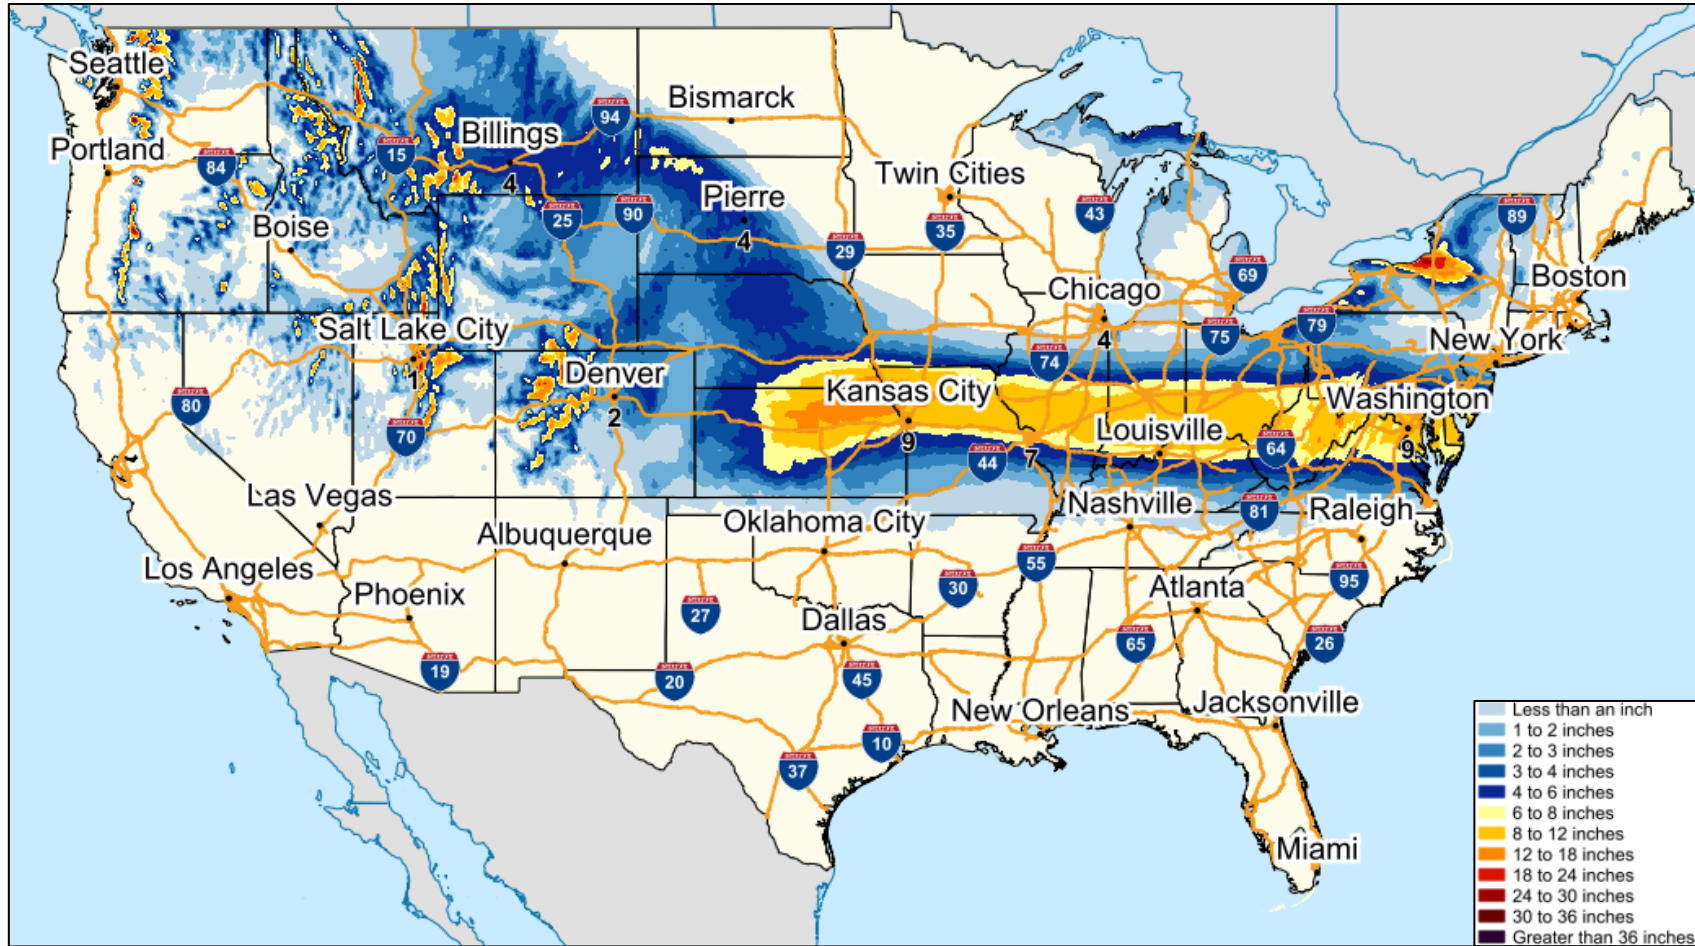 Seattle
Bismarck
94
Billings
Portland
15
84
Twin Cities
4
Pierre
Boise
25
90
43
35
89
4
29
69
Boston
Chicago
Salt Lake City
79
75
New York
4
74
Denver
1
Kansas City
Washington
80
2
70
Louisville
9
64
9
44
7
Las Vegas
Nashville
81
Raleigh
Oklahoma City
Albuquerque
55
Los Angeles
95
Phoenix
30
Atlanta
27
Dallas
65
26
19
20
45
New Orleans
Jacksonville
10
37
Miami
Less than an inch
1 to 2 inches
2 to 3 inches
3 to 4 inches
4 to 6 inches
6 to 8 inches
8 to 12 inches
12 to 18 inches
18 to 24 inches
24 to 30 inches
30 to 36 inches
Greater than 36 inches